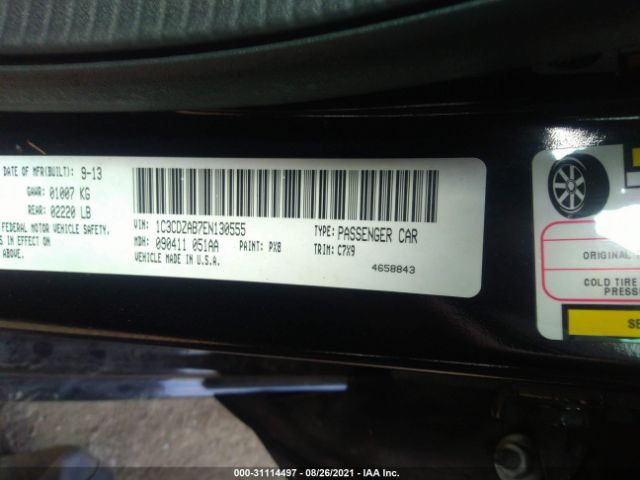 DATE OF MFR(BUILT): 9-13
GAWR: 01007 KG
REAR: 02220 LB
FEDERAL MOTOR VEHICLE SAFETY,
S IN EFFECT ON
ABOVE.
VIN: 1C3CDZAB7EN130555
TYPE: PASSENGER CAR
MDH: 090411 051AA
PAINT: PXB
TRIM: C7X9
VEHICLE MADE IN U.S.A.
4658843
ORIGINAL
COLD TIRE
PRESS
SE
000-31114497 - 08/26/2021 - IAA Inc.